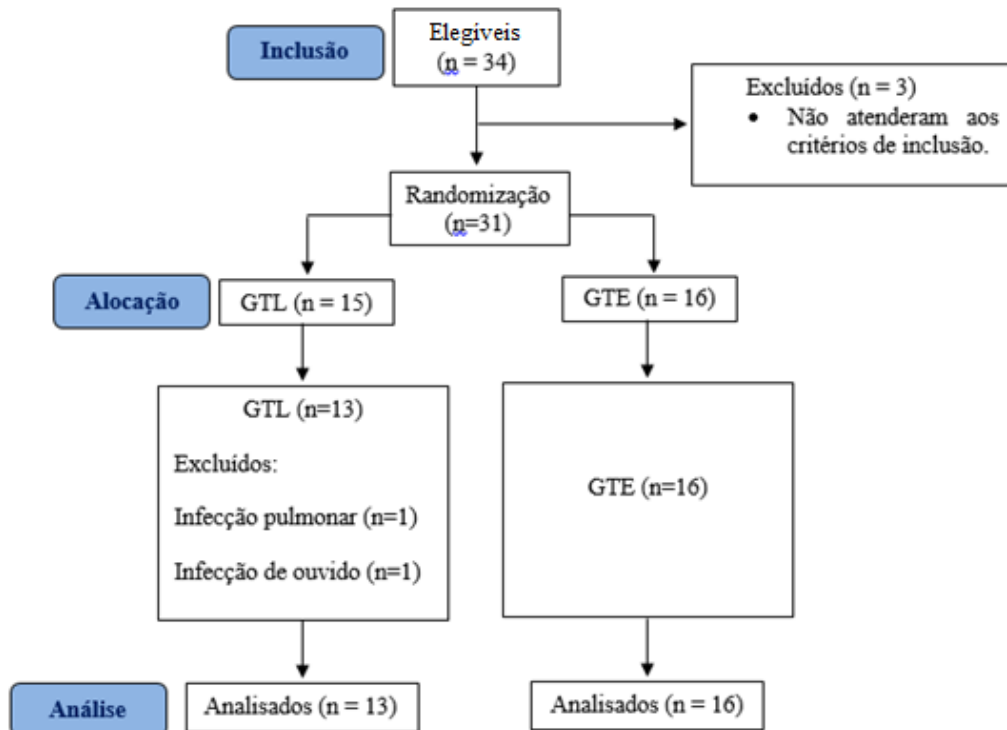 Inclusão
Elegíveis
(n = 34)
Excluídos (n = 3)
• Não atenderam aos
critérios de inclusão.
Randomização
(n=31)
Alocação
GTL (n = 15)
GTE (n = 16)
GTL (n=13)
Excluídos:
Infecção pulmonar (n=1)
Infecção de ouvido (n=1)
GTE (n=16)
Análise
Analisados (n = 13)
Analisados (n = 16)